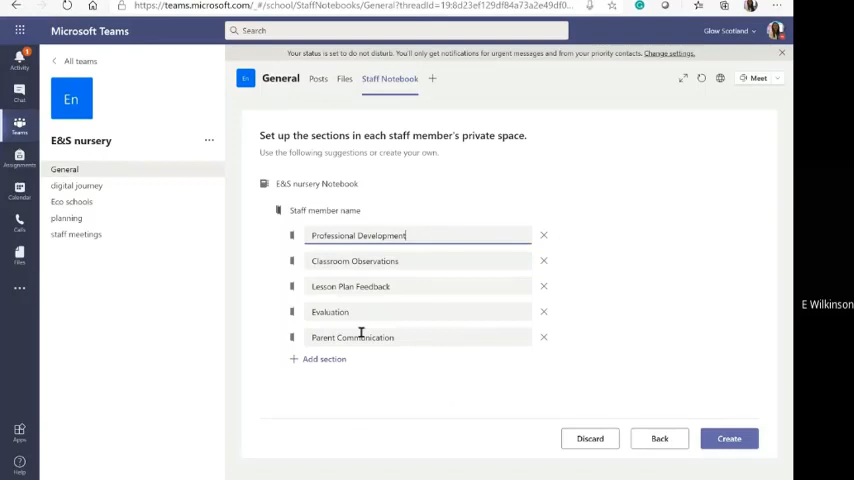 https://teams.microsoft.com/_#/school/StaffNotebooks/General?threadId=19:8d23ef30584af84a73a2e49df0...
Microsoft Teams
Search
Glow Scotland
Your status is set to do not disturb. You'll only get notifications for urgent messages and from your priority contacts. Change settings.
Activity
Chat
Teams
Assignments
Calendar
Calls
Files
Apps
Help
All teams
En
E&S nursery
General
digital journey
Eco schools
planning
staff meetings
En
General
Posts
Files
Staff Notebook
Meet
Set up the sections in each staff member's private space.
Use the following suggestions or create your own.
E&S nursery Notebook
Staff member name
Professional Development
Classroom Observations
Lesson Plan Feedback
Evaluation
Parent Communication
Add section
Discard
Back
Create
E Wilkinson